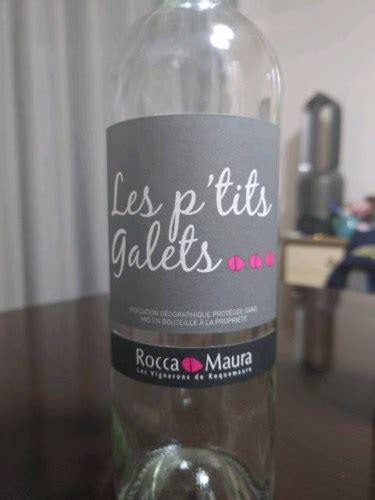 Les p'tits
Galets...
INDICATION GÉOGRAPHIQUE PROTÉGÉE GARD
MIS EN BOUTEILLE À LA PROPRIÉTÉ
ROCCA MAURA
Les Vignerons de Roquemaure